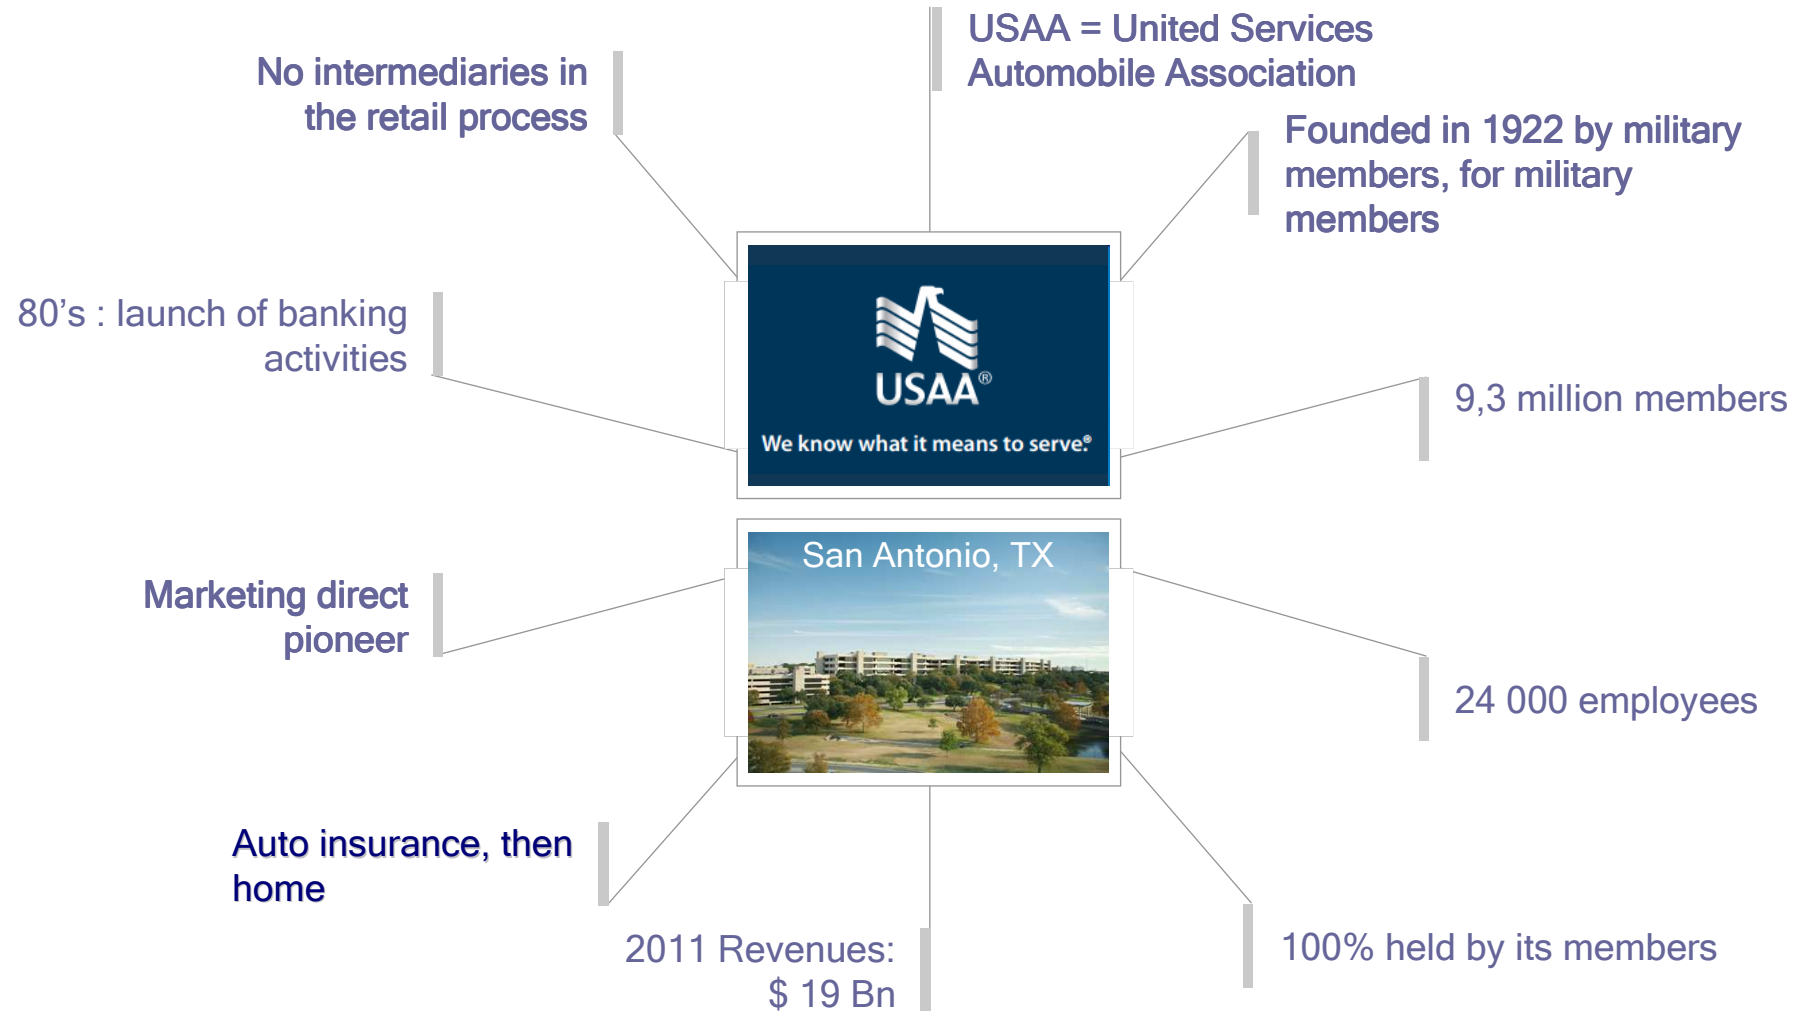 USAA = United Services
Automobile Association
No intermediaries in
the retail process
Founded in 1922 by military
members, for military
members
80’s : launch of banking
activities
USAA®
We know what it means to serve.®
9,3 million members
San Antonio, TX
Marketing direct
pioneer
24 000 employees
Auto insurance, then
home
2011 Revenues:
$ 19 Bn
100% held by its members